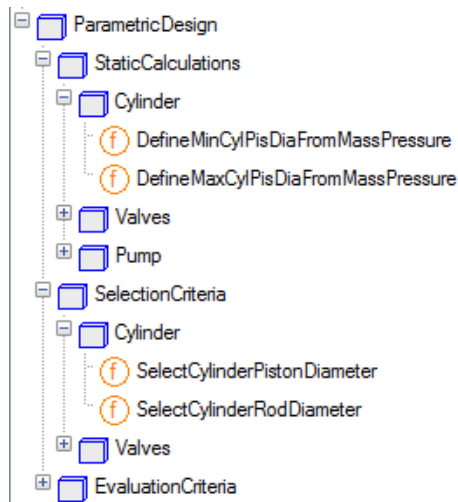 ParametricDesign
StaticCalculations
Cylinder
f DefineMinCylPisDiaFromMassPressure
f DefineMaxCylPisDiaFromMassPressure
Valves
Pump
SelectionCriteria
Cylinder
f SelectCylinderPistonDiameter
f SelectCylinderRodDiameter
Valves
EvaluationCriteria